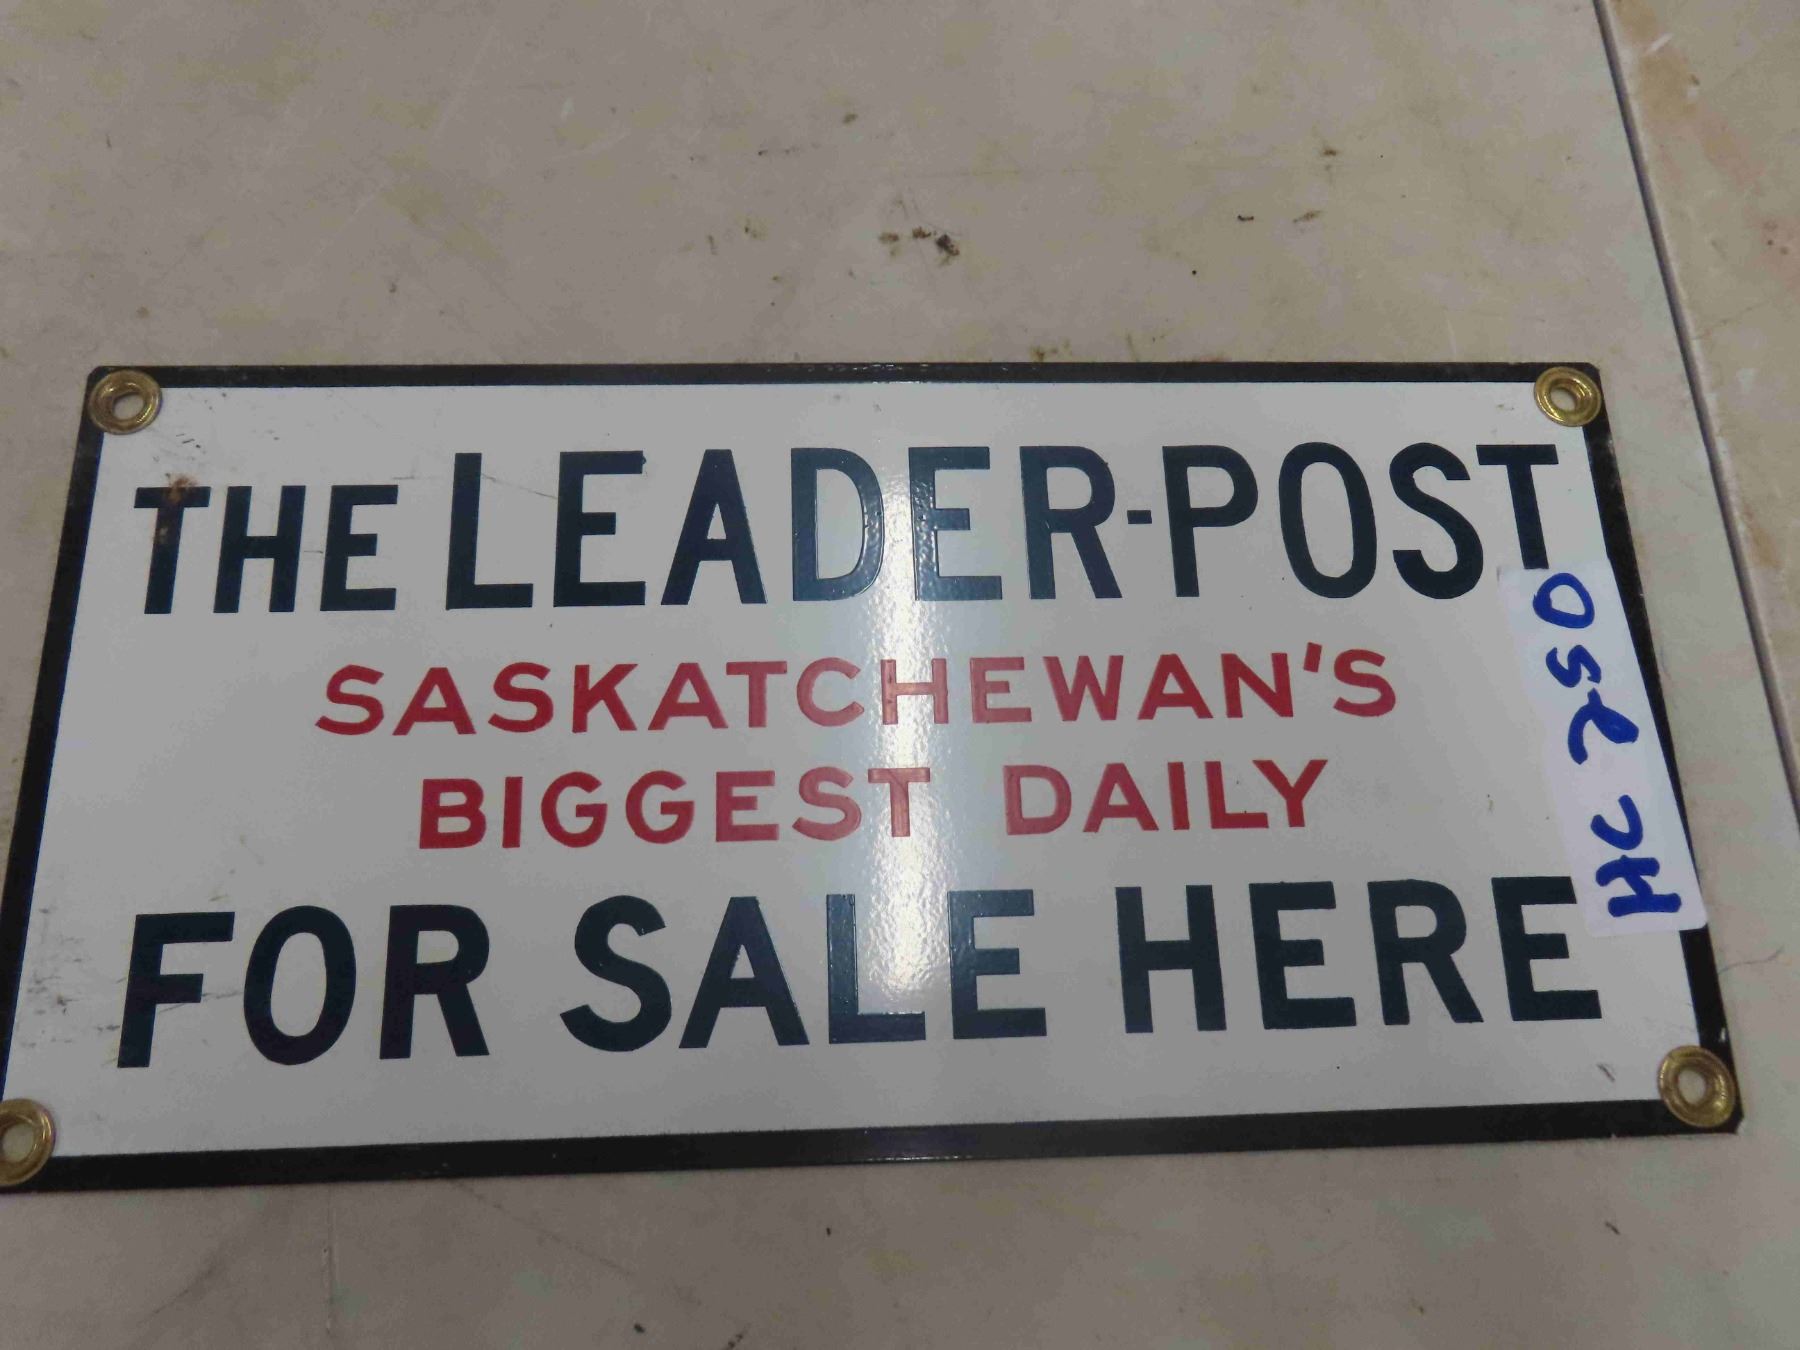 THE LEADER-POST
SASKATCHEWAN'S
BIGGEST DAILY
FOR SALE HERE
HC 250